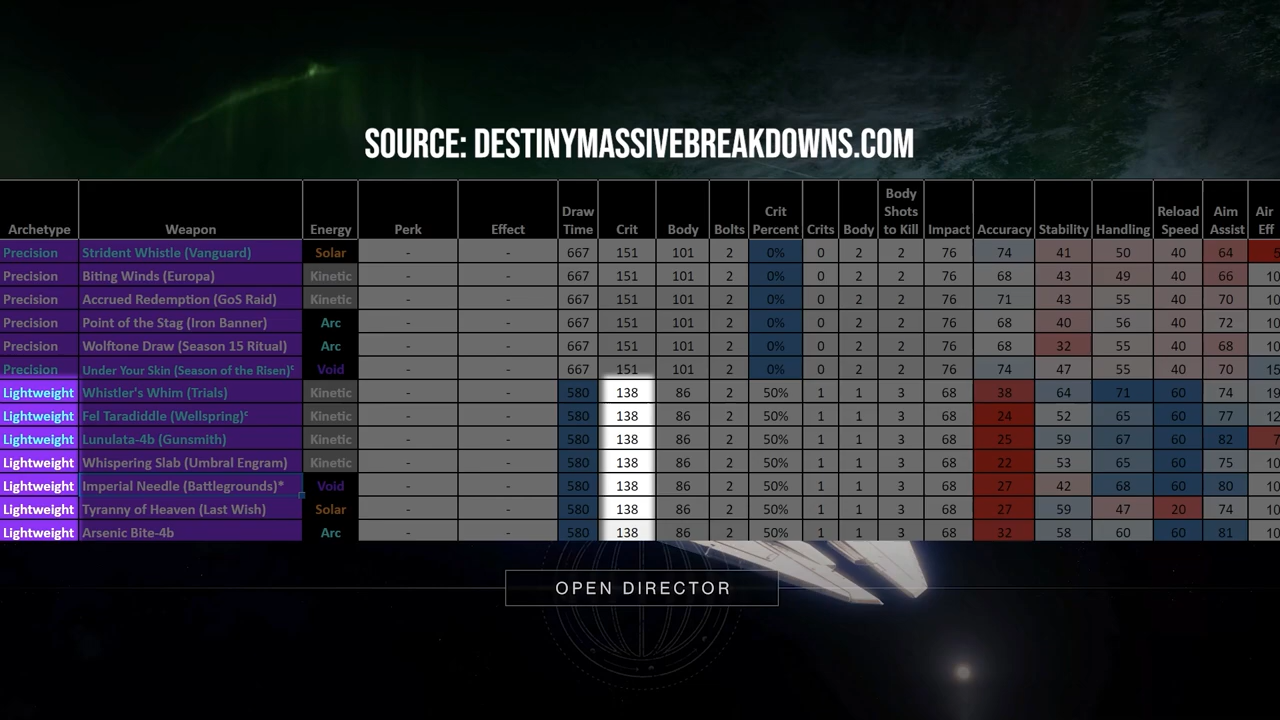 SOURCE: DESTINYMASSIVEBREAKDOWNS.COM
Archetype Weapon Energy Perk Effect Draw Time Crit Body Bolts Crit Percent Crits Body Body Shots to Kill Impact Accuracy Stability Handling Reload Speed Aim Assist Air Eff
Precision Strident Whistle (Vanguard) Solar - - 667 151 101 2 0% 0 2 2 76 74 41 50 40 64
Precision Biting Winds (Europa) Kinetic - - 667 151 101 2 0% 0 2 2 76 68 43 49 40 66 10
Precision Accrued Redemption (GoS Raid) Kinetic - - 667 151 101 2 0% 0 2 2 76 71 43 55 40 70 10
Precision Point of the Stag (Iron Banner) Arc - - 667 151 101 2 0% 0 2 2 76 68 40 56 40 72 10
Precision Wolftone Draw (Season 15 Ritual) Arc - - 667 151 101 2 0% 0 2 2 76 68 32 55 40 68 10
Precision Under Your Skin (Season of the Risen)ᶜ Void - - 667 151 101 2 0% 0 2 2 76 74 47 55 40 70 15
Lightweight Whistler's Whim (Trials) Kinetic - - 580 138 86 2 50% 1 1 3 68 38 64 71 60 74 19
Lightweight Fel Taradiddle (Wellspring)ᶜ Kinetic - - 580 138 86 2 50% 1 1 3 68 24 52 65 60 77 12
Lightweight Lunulata-4b (Gunsmith) Kinetic - - 580 138 86 2 50% 1 1 3 68 25 59 67 60 82 7
Lightweight Whispering Slab (Umbral Engram) Kinetic - - 580 138 86 2 50% 1 1 3 68 22 53 65 60 75 10
Lightweight Imperial Needle (Battlegrounds)* Void - - 580 138 86 2 50% 1 1 3 68 27 42 68 60 80 10
Lightweight Tyranny of Heaven (Last Wish) Solar - - 580 138 86 2 50% 1 1 3 68 27 59 47 20 74 10
Lightweight Arsenic Bite-4b Arc - - 580 138 86 2 50% 1 1 3 68 32 58 60 60 81 10
OPEN DIRECTOR